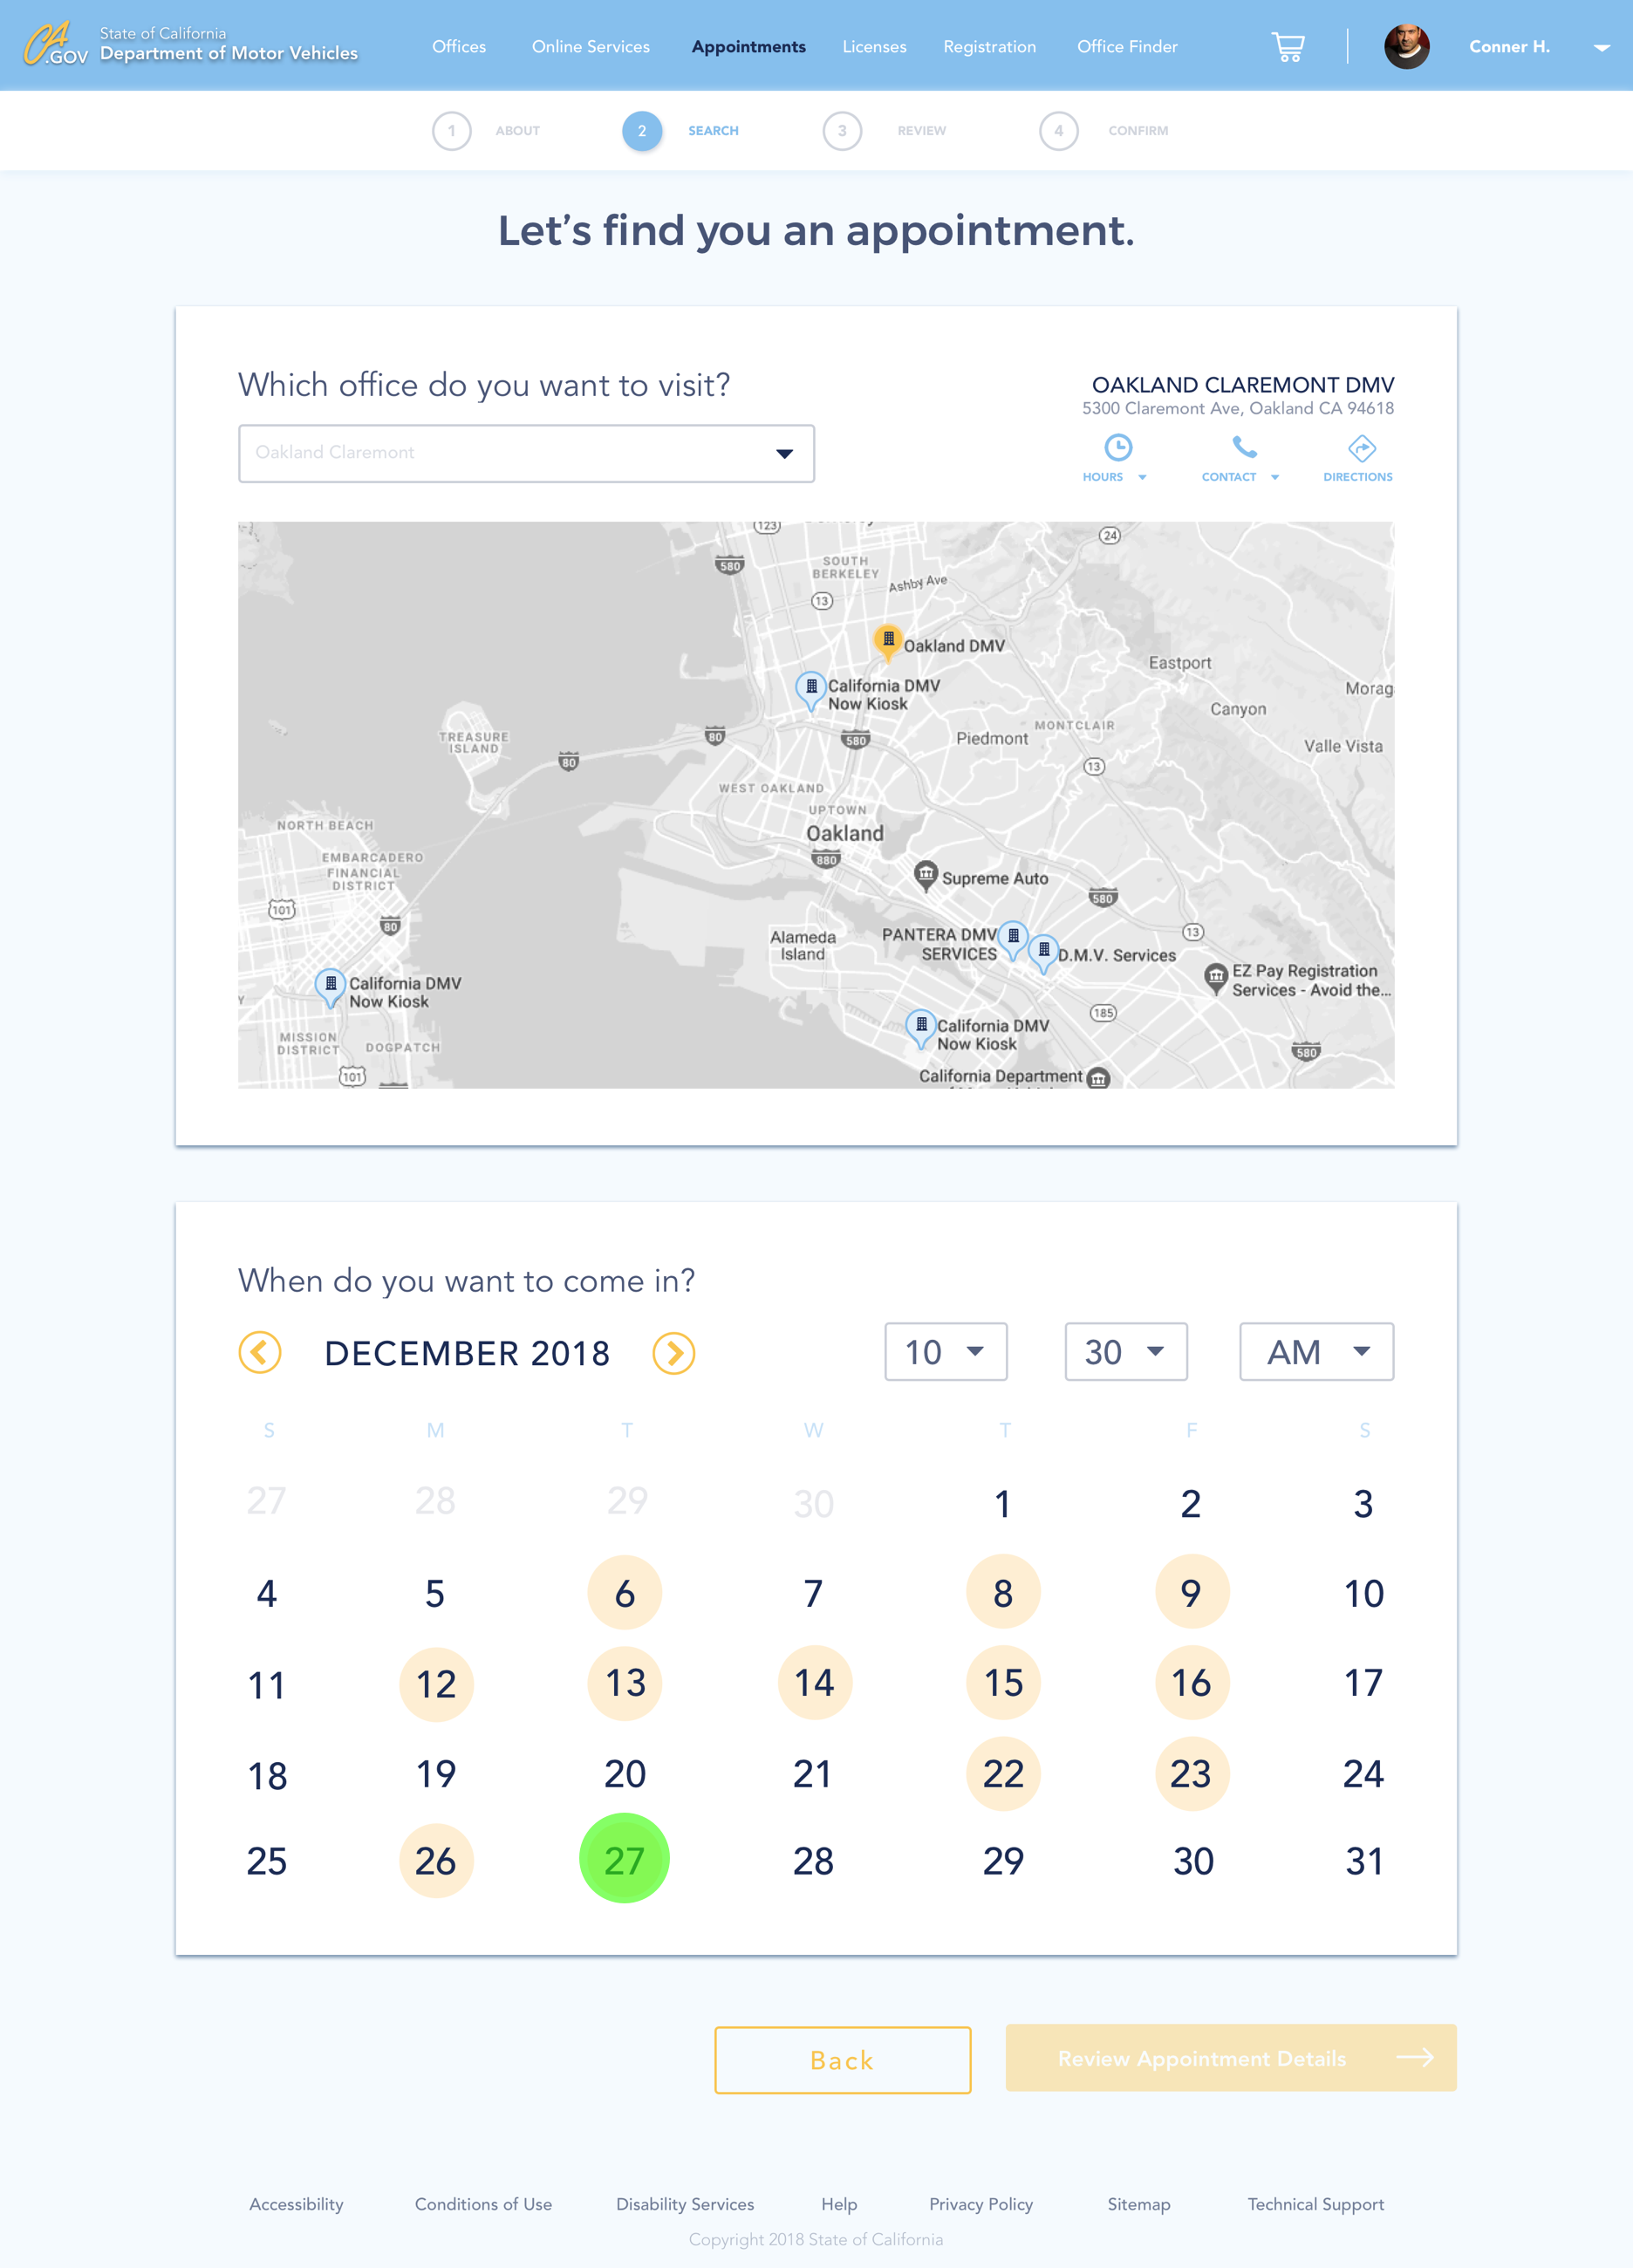 CA
.GOV
State of California
Department of Motor Vehicles
Offices
Online Services
Appointments
Licenses
Registration
Office Finder
Conner H.
1 ABOUT
2 SEARCH
3 REVIEW
4 CONFIRM
Let's find you an appointment.
Which office do you want to visit?
Oakland Claremont
OAKLAND CLAREMONT DMV
5300 Claremont Ave, Oakland CA 94618
HOURS
CONTACT
DIRECTIONS
123
24
580
SOUTH
BERKELEY
Ashby Ave
13
Oakland DMV
Eastport
California DMV
Now Kiosk
Morag
Canyon
MONTCLAIR
TREASURE
ISLAND
80
580
Piedmont
Valle Vista
80
13
WEST OAKLAND
UPTOWN
NORTH BEACH
Oakland
EMBARCADERO
FINANCIAL
DISTRICT
880
Supreme Auto
580
101
80
13
Alameda
Island
PANTERA DMV
SERVICES
D.M.V. Services
EZ Pay Registration
Services - Avoid the...
California DMV
Now Kiosk
185
California DMV
Now Kiosk
MISSION
DISTRICT
DOGPATCH
580
101
California Department
When do you want to come in?
DECEMBER 2018
10
30
AM
S M T W T F S
27 28 29 30 1 2 3
4 5 6 7 8 9 10
11 12 13 14 15 16 17
18 19 20 21 22 23 24
25 26 27 28 29 30 31
Back
Review Appointment Details
Accessibility
Conditions of Use
Disability Services
Help
Privacy Policy
Sitemap
Technical Support
Copyright 2018 State of California